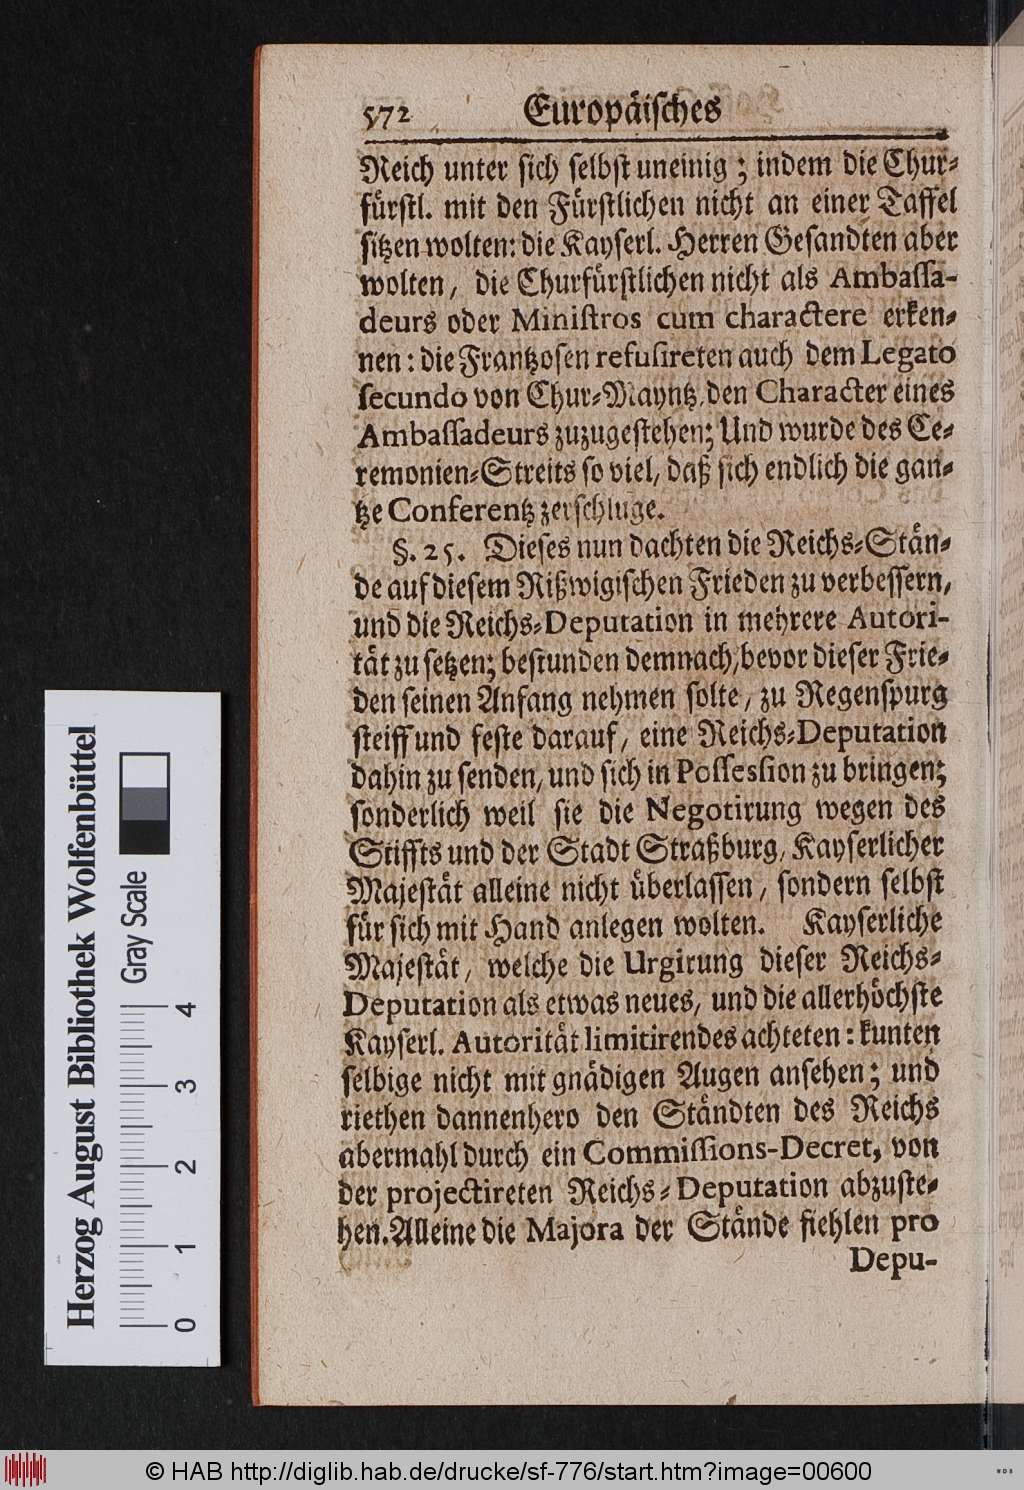 572 Europäisches
Reich unter sich selbst uneinig; indem die Chur-
fürstl. mit den Fürstlichen nicht an einer Taffel
sitzen wolten: die Kayserl. Herren Gesandten aber
wolten, die Churfürstlichen nicht als Ambassa-
deurs oder Ministros cum charactere erken-
nen: die Frantzosen refusireten auch dem Legato
secundo von Chur-Mayntz, den Character eines
Ambassadeurs zuzugestehen; Und wurde des Ce-
remonien-Streits so viel, daß sich endlich die gan-
tze Conferentz zerschluge.
§. 25. Dieses nun dachten die Reichs-Stän-
de auf diesem Rißwigischen Frieden zu verbessern,
und die Reichs-Deputation in mehrere Autori-
tät zu setzen; bestunden demnach, bevor dieser Frie-
den seinen Anfang nehmen solte, zu Regenspurg
steiff und feste darauf, eine Reichs-Deputation
dahin zu senden, und sich in Possession zu bringen;
sonderlich weil sie die Negotirung wegen des
Stiffts und der Stadt Straßburg, Kayserlicher
Majestät alleine nicht überlassen, sondern selbst
für sich mit Hand anlegen wolten. Kayserliche
Majestät, welche die Urgirung dieser Reichs-
Deputation als etwas neues, und die allerhöchste
Kayserl. Autorität limitirendes achteten: kunten
selbige nicht mit gnädigen Augen ansehen; und
riethen dannenhero den Ständten des Reichs
abermahl durch ein Commissions-Decret, von
der projectireten Reichs-Deputation abzuste-
hen. Alleine die Majora der Stände fiehlen pro
Depu-
Herzog August Bibliothek Wolfenbüttel
Gray Scale
0 1 2 3 4
© HAB http://diglib.hab.de/drucke/sf-776/start.htm?image=00600